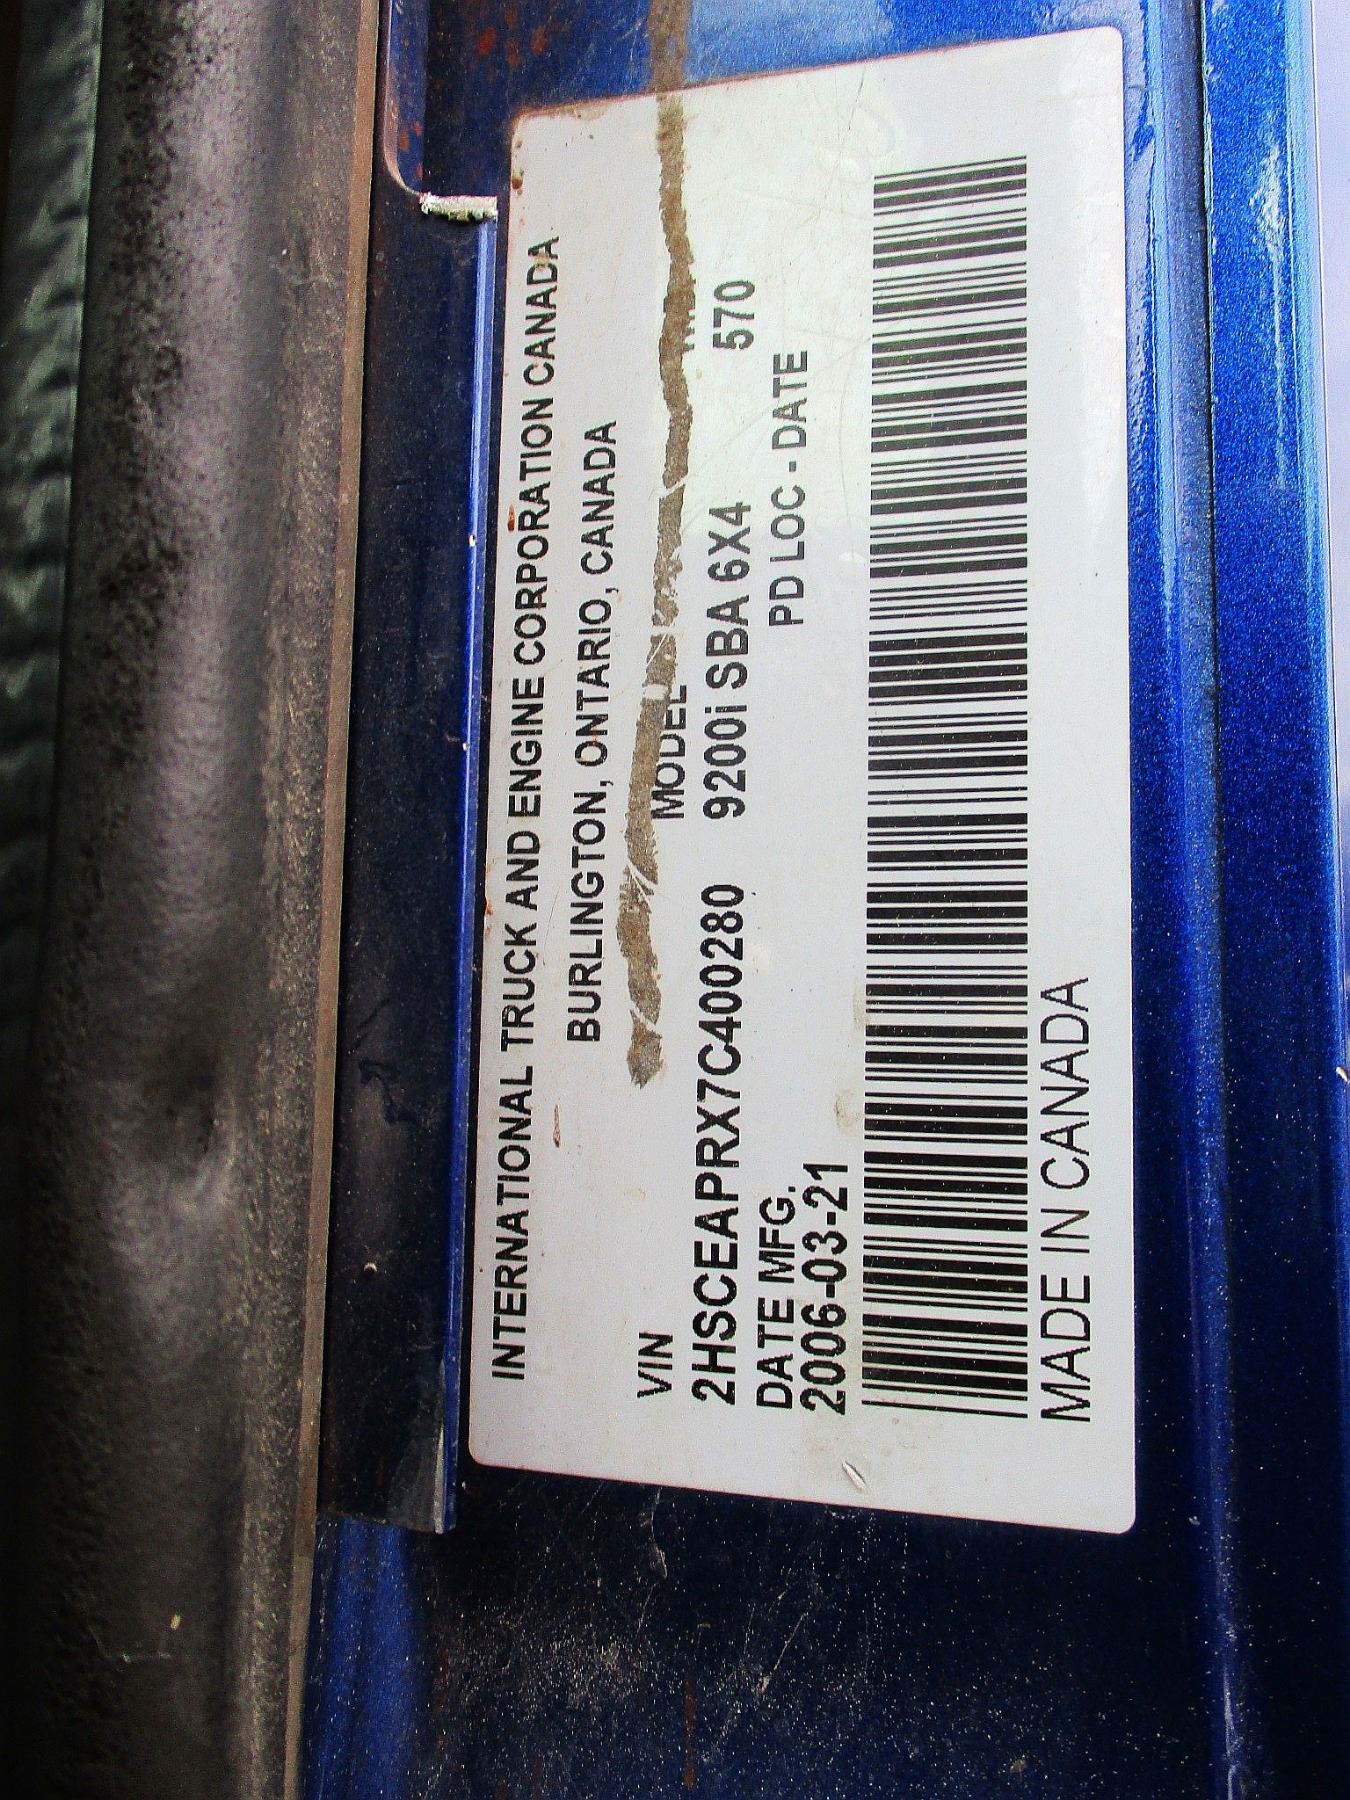 INTERNATIONAL TRUCK AND ENGINE CORPORATION CANADA
BURLINGTON, ONTARIO, CANADA
VIN MODEL
2HSCEAPRX7C400280 9200i SBA 6X4 570
DATE MFG. PD LOC - DATE
2006-03-21
MADE IN CANADA